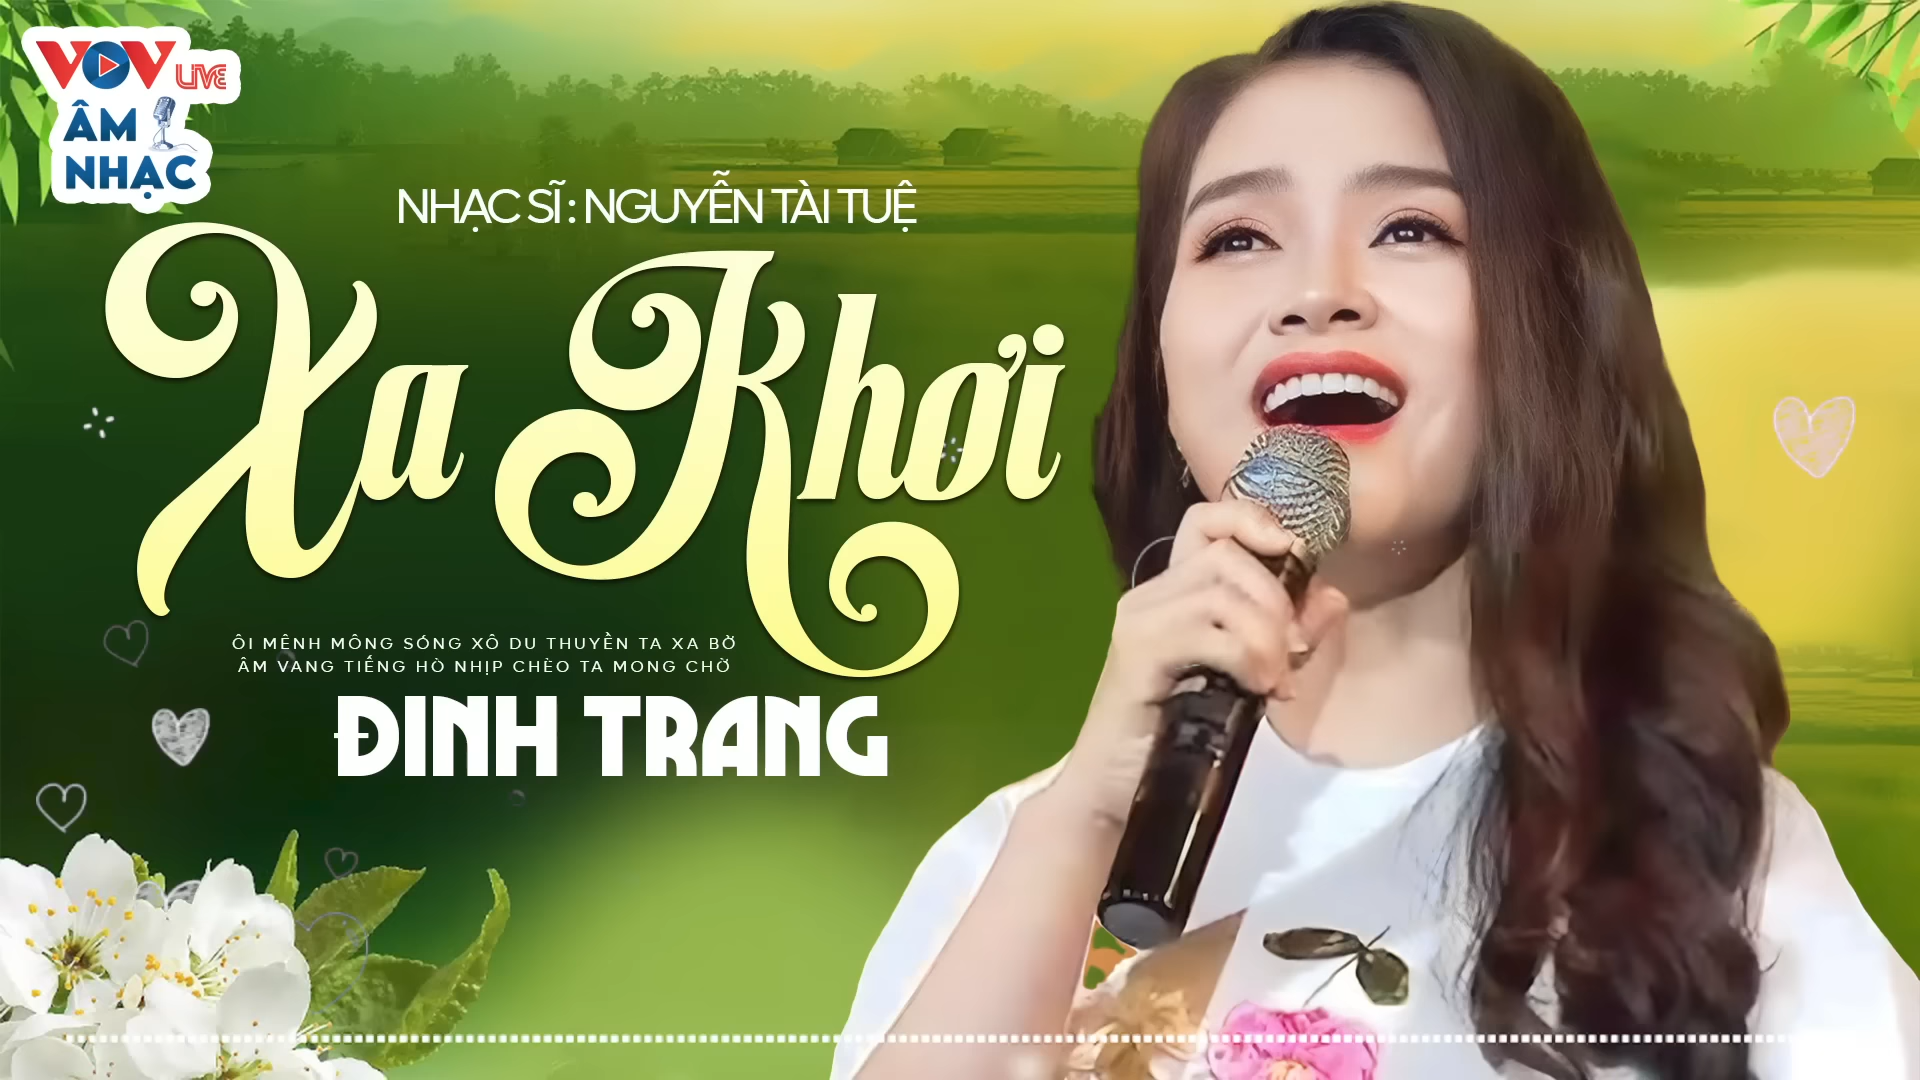 VOV LIVE
ÂM
NHẠC
NHẠC SĨ : NGUYỄN TÀI TUỆ
Xa Khơi
ÔI MÊNH MÔNG SÓNG XÔ DU THUYỀN TA XA BỜ
ÂM VANG TIẾNG HÒ NHỊP CHÈO TA MONG CHỜ
ĐINH TRANG